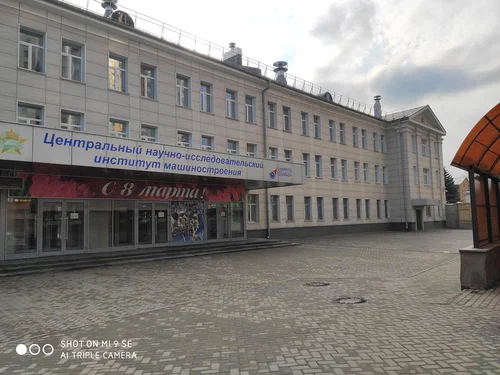 Центральный научно-исследовательский
институт машиностроения
С 8 марта!
SHOT ON MI 9 SE
AI TRIPLE CAMERA